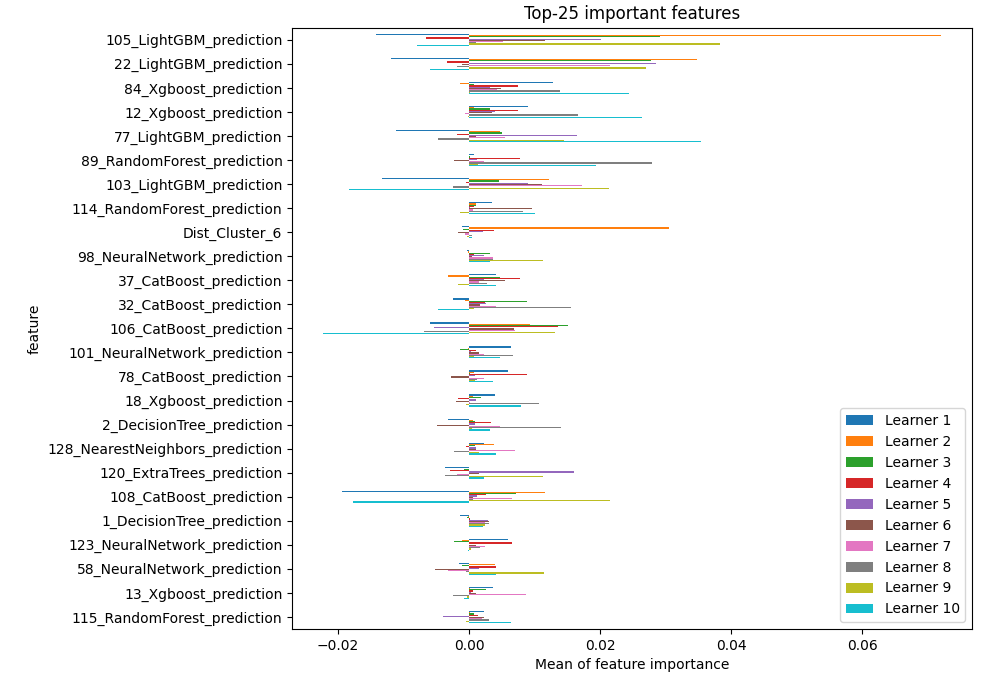 Top-25 important features
105_LightGBM_prediction
22_LightGBM_prediction
84_Xgboost_prediction
12_Xgboost_prediction
77_LightGBM_prediction
89_RandomForest_prediction
103_LightGBM_prediction
114_RandomForest_prediction
Dist_Cluster_6
98_NeuralNetwork_prediction
37_CatBoost_prediction
32_CatBoost_prediction
106_CatBoost_prediction
101_NeuralNetwork_prediction
78_CatBoost_prediction
18_Xgboost_prediction
2_DecisionTree_prediction
128_NearestNeighbors_prediction
120_ExtraTrees_prediction
108_CatBoost_prediction
1_DecisionTree_prediction
123_NeuralNetwork_prediction
58_NeuralNetwork_prediction
13_Xgboost_prediction
115_RandomForest_prediction
feature
Learner 1
Learner 2
Learner 3
Learner 4
Learner 5
Learner 6
Learner 7
Learner 8
Learner 9
Learner 10
−0.02 0.00 0.02 0.04 0.06
Mean of feature importance